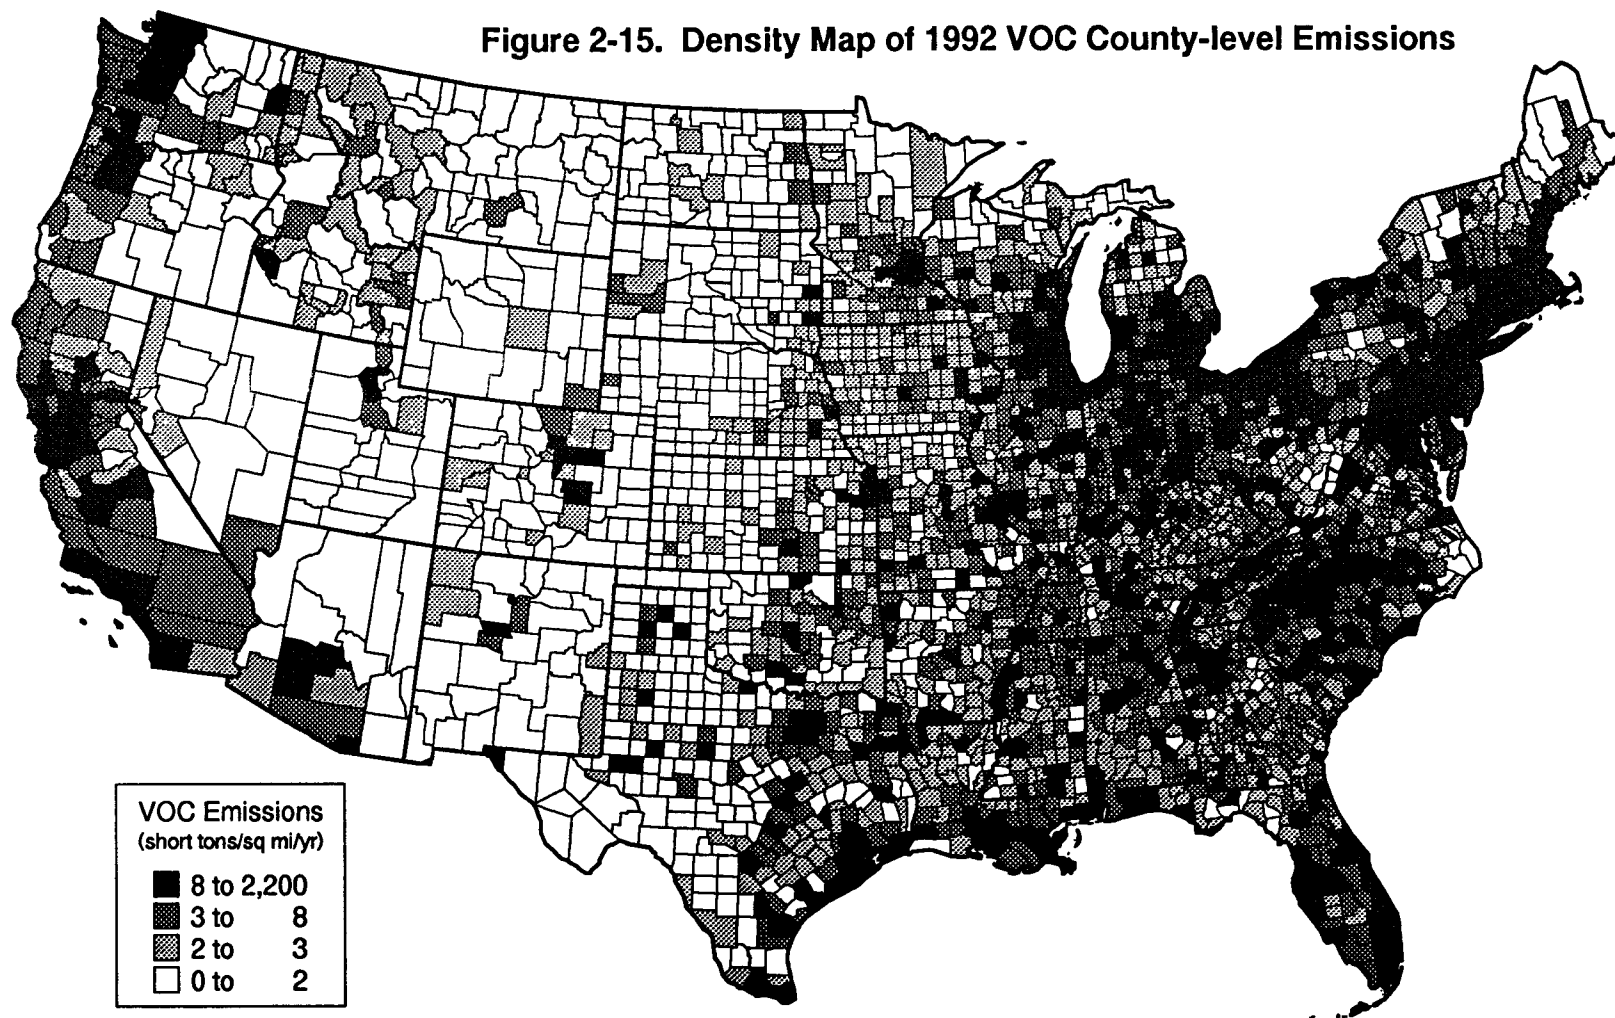 Figure 2-15. Density Map of 1992 VOC County-level Emissions
VOC Emissions
(short tons/sq mi/yr)
8 to 2,200
3 to 8
2 to 3
0 to 2